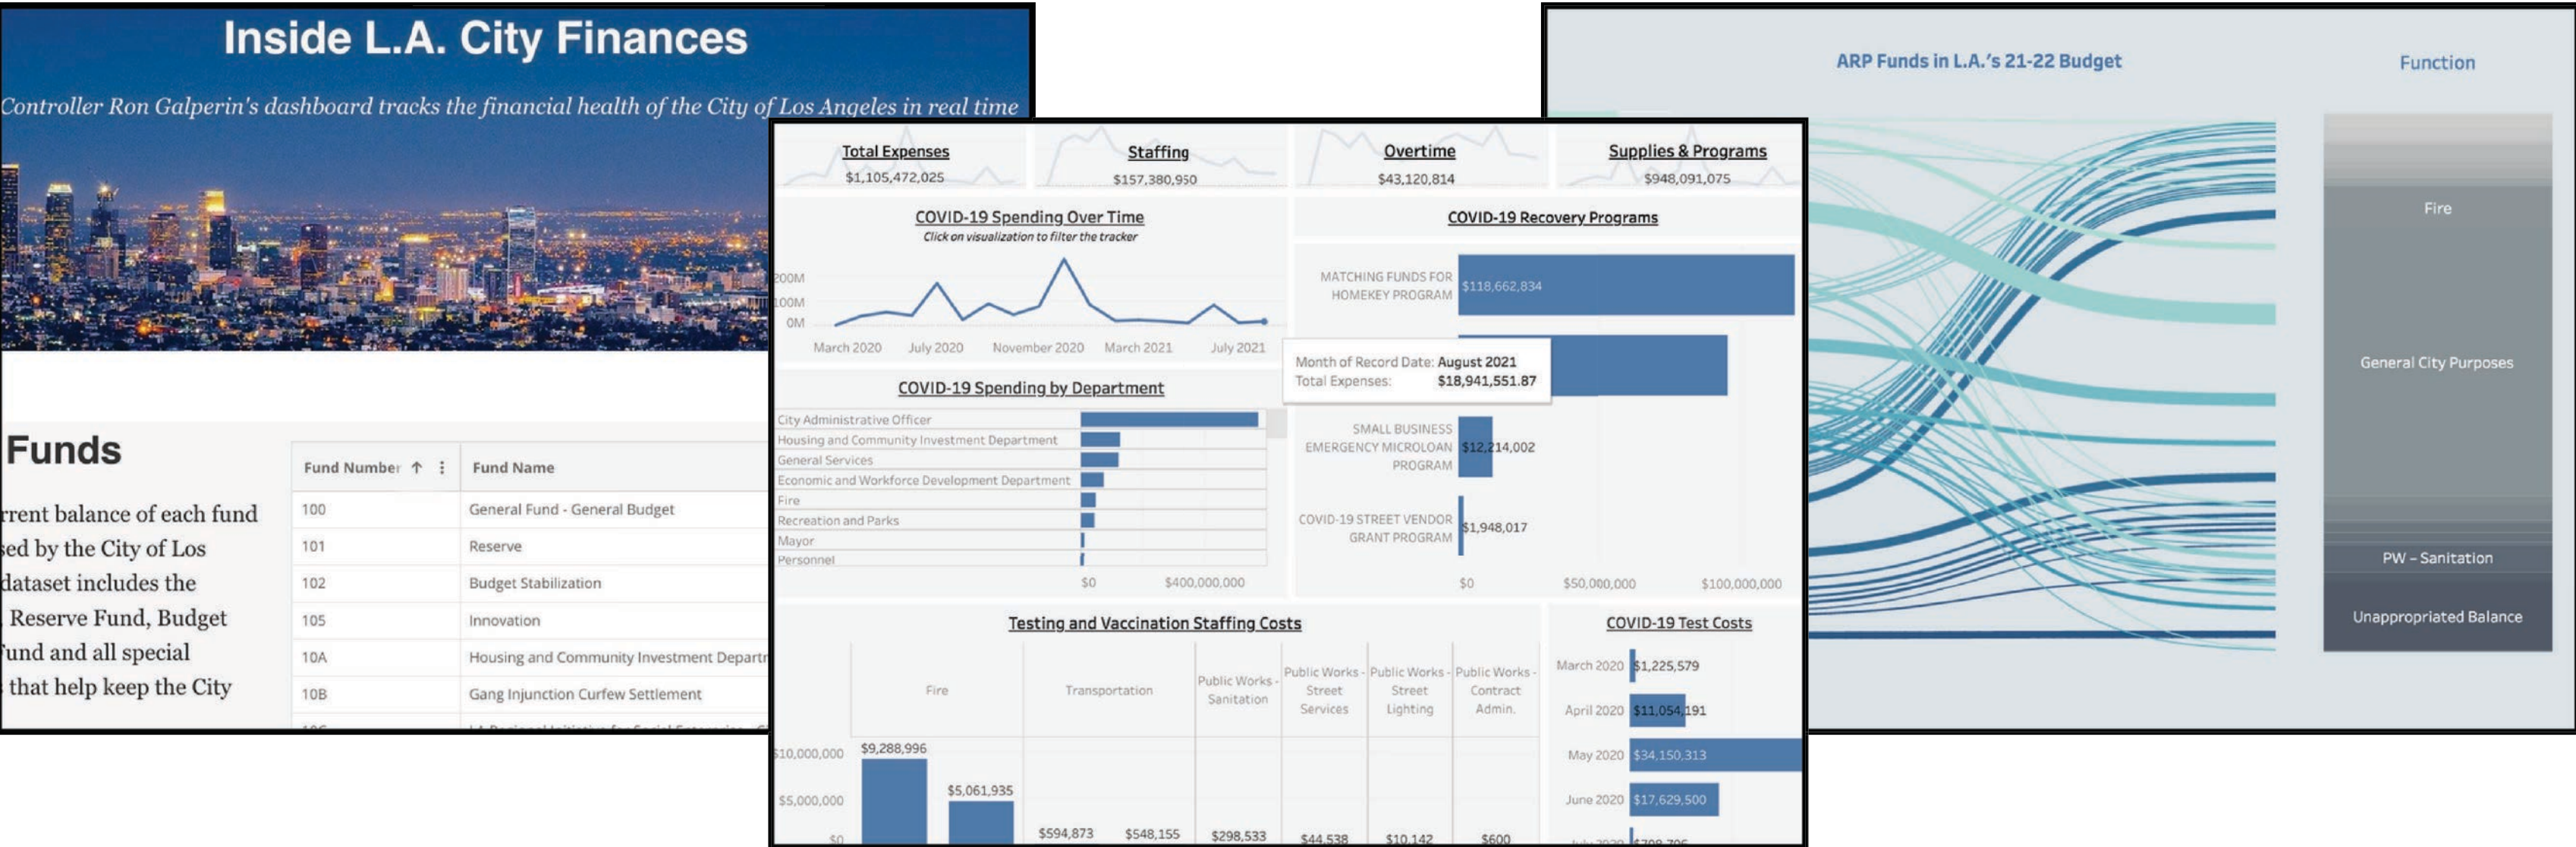 Inside L.A. City Finances
Controller Ron Galperin's dashboard tracks the financial health of the City of Los Angeles in real time
Funds
rrent balance of each fund
sed by the City of Los
dataset includes the
Reserve Fund, Budget
fund and all special
that help keep the City
Fund Number ↑ ⋮ Fund Name
100 General Fund - General Budget
101 Reserve
102 Budget Stabilization
105 Innovation
10A Housing and Community Investment Departr
10B Gang Injunction Curfew Settlement
Total Expenses
$1,105,472,025
Staffing
$157,380,950
Overtime
$43,120,814
Supplies & Programs
$948,091,075
COVID-19 Spending Over Time
Click on visualization to filter the tracker
200M
100M
0M
March 2020 July 2020 November 2020 March 2021 July 2021
COVID-19 Spending by Department
City Administrative Officer
Housing and Community Investment Department
General Services
Economic and Workforce Development Department
Fire
Recreation and Parks
Mayor
Personnel
$0 $400,000,000
COVID-19 Recovery Programs
MATCHING FUNDS FOR
HOMEKEY PROGRAM
$118,662,834
Month of Record Date: August 2021
Total Expenses: $18,941,551.87
SMALL BUSINESS
EMERGENCY MICROLOAN
PROGRAM
$12,214,002
COVID-19 STREET VENDOR
GRANT PROGRAM
$1,948,017
$0 $50,000,000 $100,000,000
Testing and Vaccination Staffing Costs
Fire
Transportation
Public Works -
Sanitation
Public Works -
Street
Services
Public Works -
Street
Lighting
Public Works -
Contract
Admin.
$10,000,000
$5,000,000
$0
$9,288,996
$5,061,935
$594,873
$548,155
$298,533
$44,538
$10,142
$600
COVID-19 Test Costs
March 2020 $1,225,579
April 2020 $11,054,191
May 2020 $34,150,313
June 2020 $17,629,500
ARP Funds in L.A.'s 21-22 Budget
Function
Fire
General City Purposes
PW – Sanitation
Unappropriated Balance